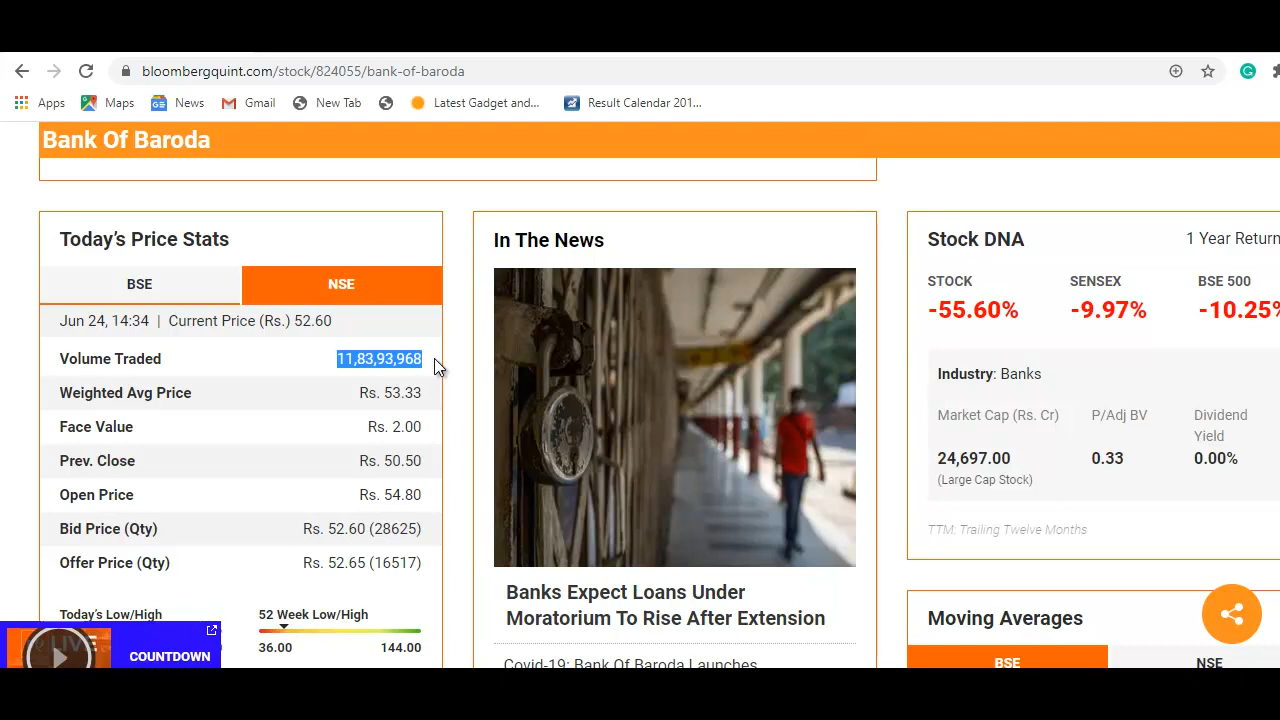 bloombergquint.com/stock/824055/bank-of-baroda
Apps Maps News Gmail New Tab Latest Gadget and... Result Calendar 201...
Bank Of Baroda
Today's Price Stats
BSE NSE
Jun 24, 14:34 | Current Price (Rs.) 52.60
Volume Traded 11,83,93,968
Weighted Avg Price Rs. 53.33
Face Value Rs. 2.00
Prev. Close Rs. 50.50
Open Price Rs. 54.80
Bid Price (Qty) Rs. 52.60 (28625)
Offer Price (Qty) Rs. 52.65 (16517)
Today's Low/High 52 Week Low/High
36.00 144.00
LIVE
COUNTDOWN
In The News
Banks Expect Loans Under
Moratorium To Rise After Extension
Covid-19: Bank Of Baroda Launches
Stock DNA 1 Year Return
STOCK SENSEX BSE 500
-55.60% -9.97% -10.25%
Industry: Banks
Market Cap (Rs. Cr) P/Adj BV Dividend
Yield
24,697.00 0.33 0.00%
(Large Cap Stock)
TTM: Trailing Twelve Months
Moving Averages
BSE NSE